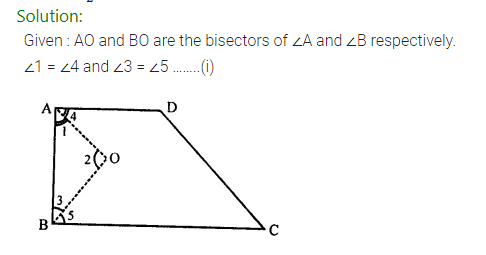 Solution:
Given : AO and BO are the bisectors of ∠A and ∠B respectively.
∠1 = ∠4 and ∠3 = ∠5 ........(i)
A D
4
1
2 O
3
5
B C